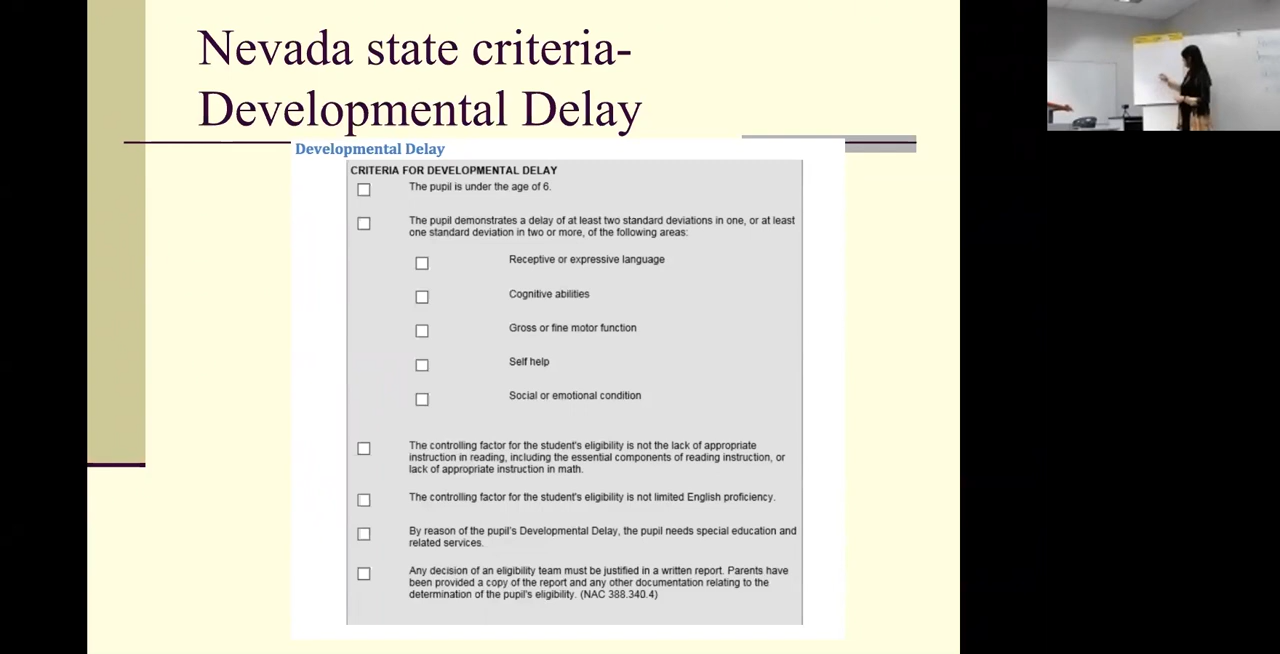 Nevada state criteria-
Developmental Delay
Developmental Delay
CRITERIA FOR DEVELOPMENTAL DELAY
The pupil is under the age of 6.
The pupil demonstrates a delay of at least two standard deviations in one, or at least
one standard deviation in two or more, of the following areas:
Receptive or expressive language
Cognitive abilities
Gross or fine motor function
Self help
Social or emotional condition
The controlling factor for the student's eligibility is not the lack of appropriate
instruction in reading, including the essential components of reading instruction, or
lack of appropriate instruction in math.
The controlling factor for the student's eligibility is not limited English proficiency.
By reason of the pupil's Developmental Delay, the pupil needs special education and
related services.
Any decision of an eligibility team must be justified in a written report. Parents have
been provided a copy of the report and any other documentation relating to the
determination of the pupil's eligibility. (NAC 388.340.4)